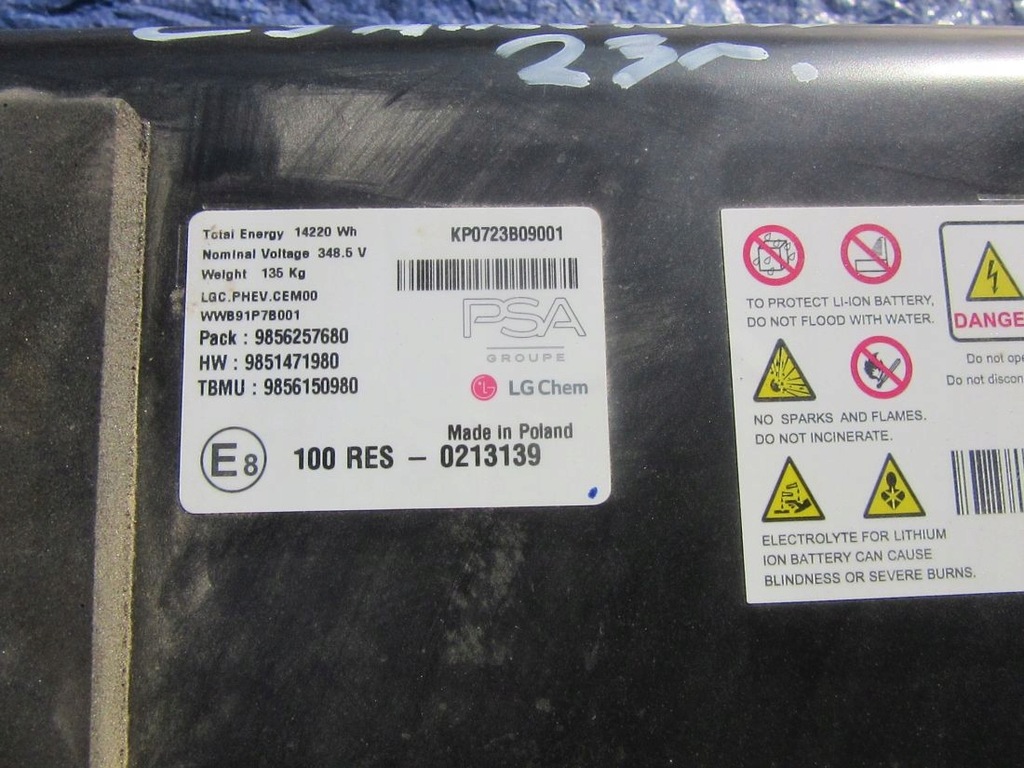 23г.
Total Energy 14220 Wh
Nominal Voltage 348.5 V
Weight 135 Kg
LGC.PHEV.CEM00
WWB91P7B001
Pack : 9856257680
HW : 9851471980
TBMU : 9856150980
KP0723B09001
PSA
GROUPE
LG Chem
Made in Poland
E8 100 RES – 0213139
TO PROTECT LI-ION BATTERY,
DO NOT FLOOD WITH WATER.
NO SPARKS AND FLAMES.
DO NOT INCINERATE.
ELECTROLYTE FOR LITHIUM
ION BATTERY CAN CAUSE
BLINDNESS OR SEVERE BURNS.
DANGE
Do not ope
Do not discon